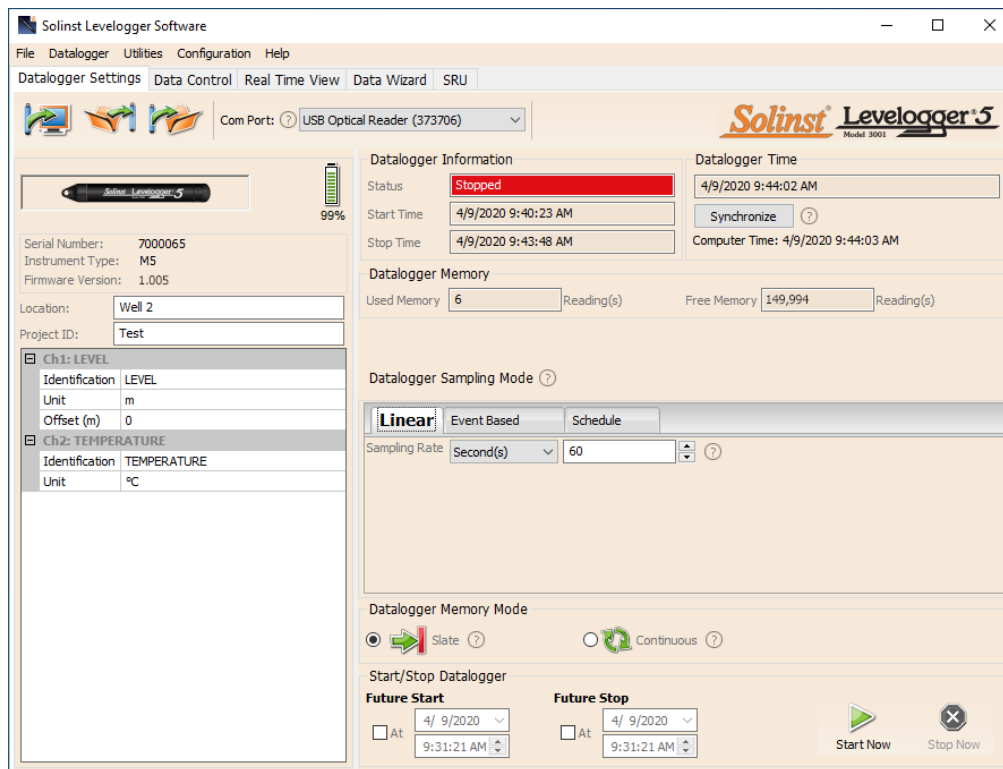 Solinst Levelogger Software
File Datalogger Utilities Configuration Help
Datalogger Settings Data Control Real Time View Data Wizard SRU
Com Port: ? USB Optical Reader (373706)
Solinst® Levelogger® 5
Model 3001
Solinst Levelogger 5
99%
Serial Number: 7000065
Instrument Type: M5
Firmware Version: 1.005
Location: Well 2
Project ID: Test
Ch1: LEVEL
Identification LEVEL
Unit m
Offset (m) 0
Ch2: TEMPERATURE
Identification TEMPERATURE
Unit ºC
Datalogger Information
Status Stopped
Start Time 4/9/2020 9:40:23 AM
Stop Time 4/9/2020 9:43:48 AM
Datalogger Time
4/9/2020 9:44:02 AM
Synchronize ?
Computer Time: 4/9/2020 9:44:03 AM
Datalogger Memory
Used Memory 6 Reading(s) Free Memory 149,994 Reading(s)
Datalogger Sampling Mode ?
Linear Event Based Schedule
Sampling Rate Second(s) 60 ?
Datalogger Memory Mode
Slate ? Continuous ?
Start/Stop Datalogger
Future Start Future Stop
At 4/ 9/2020 At 4/ 9/2020
9:31:21 AM 9:31:21 AM
Start Now Stop Now